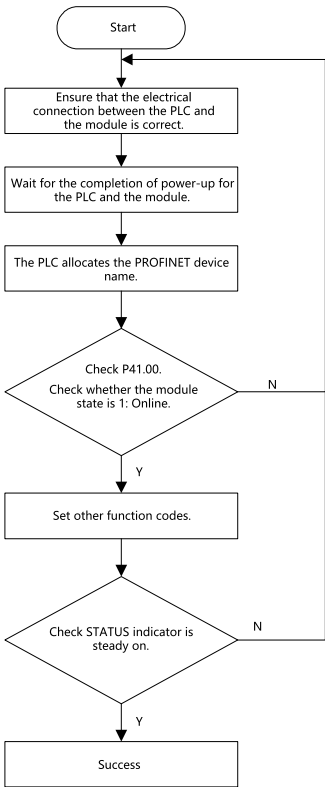 Start
Ensure that the electrical
connection between the PLC and
the module is correct.
Wait for the completion of power-up for
the PLC and the module.
The PLC allocates the PROFINET device
name.
Check P41.00.
Check whether the module
state is 1: Online.
N
Y
Set other function codes.
Check STATUS indicator is
steady on.
N
Y
Success